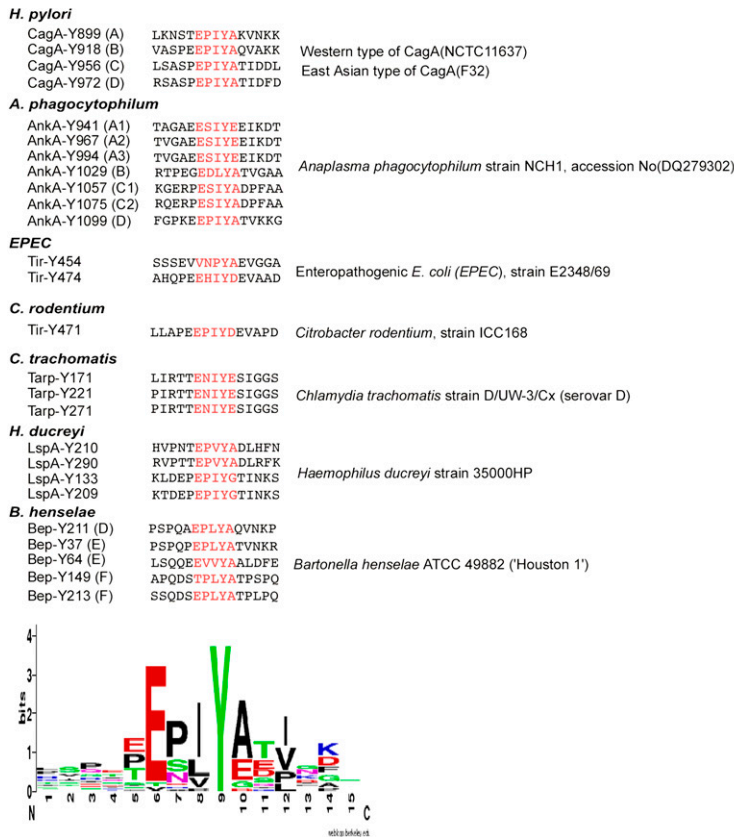 H. pylori
CagA-Y899 (A) LKNSTEPIYAKVNKK
CagA-Y918 (B) VASPEEPIYAQVAKK Western type of CagA(NCTC11637)
CagA-Y956 (C) LSASPEPIYATIDDL East Asian type of CagA(F32)
CagA-Y972 (D) RSASPEPIYATIDFD
A. phagocytophilum
AnkA-Y941 (A1) TAGAEESIYEEIKDT
AnkA-Y967 (A2) TVGAEESIYEEIKDT
AnkA-Y994 (A3) TVGAEESIYEEIKDT Anaplasma phagocytophilum strain NCH1, accession No(DQ279302)
AnkA-Y1029 (B) RTPEGEDLYATVGAA
AnkA-Y1057 (C1) KGERPESIYADPFAA
AnkA-Y1075 (C2) RQERPESIYADPFAA
AnkA-Y1099 (D) FGPKEEPIYATVKKG
EPEC
Tir-Y454 SSSEVVNPYAEVGGA
Tir-Y474 AHQPEEHIYDEVAAD Enteropathogenic E. coli (EPEC), strain E2348/69
C. rodentium
Tir-Y471 LLAPEEPIYDEVAPD Citrobacter rodentium, strain ICC168
C. trachomatis
Tarp-Y171 LIRTTENIYESIGGS
Tarp-Y221 PIRTTENIYESIGGS Chlamydia trachomatis strain D/UW-3/Cx (serovar D)
Tarp-Y271 PIRTTENIYESIGGS
H. ducreyi
LspA-Y210 HVPNTEPVYADLHFN
LspA-Y290 RVPTTEPVYADLRFK
LspA-Y133 KLDEPEPIYGTINKS Haemophilus ducreyi strain 35000HP
LspA-Y209 KTDEPEPIYGTINKS
B. henselae
Bep-Y211 (D) PSPQAEPLYAQVNKP
Bep-Y37 (E) PSPQPEPLYATVNKR
Bep-Y64 (E) LSQQEEVVYAALDFE Bartonella henselae ATCC 49882 ('Houston 1')
Bep-Y149 (F) APQDSTPLYATPSPQ
Bep-Y213 (F) SSQDSEPLYATPLPQ
4
3
2
1
0
bits
E P I Y A T I K
P S L E E V D
T N V G D P G
N 1 2 3 4 5 6 7 8 9 10 11 12 13 14 15 C